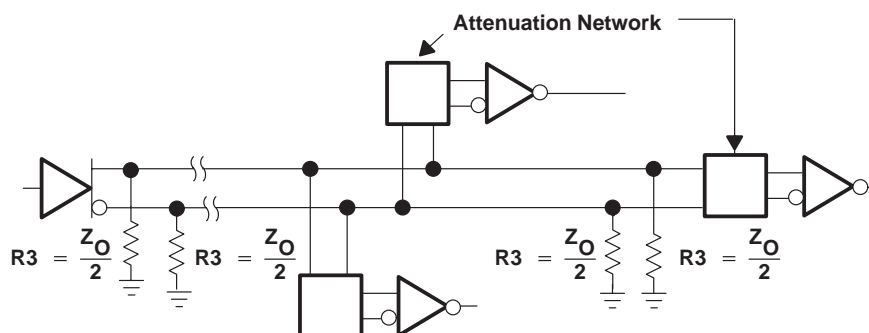 Attenuation Network
R3 = Z_O/2
R3 = Z_O/2
R3 = Z_O/2
R3 = Z_O/2